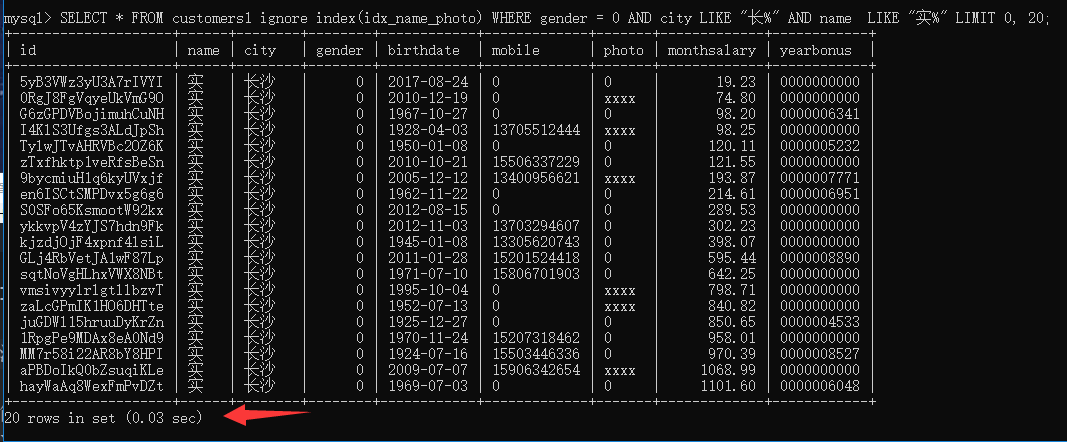 mysql> SELECT * FROM customers1 ignore index(idx_name_photo) WHERE gender = 0 AND city LIKE "长%" AND name  LIKE "实%" LIMIT 0, 20;
| id | name | city | gender | birthdate | mobile | photo | monthsalary | yearbonus |
| 5yB3VWz3yU3A7rIVYI | 实 | 长沙 | 0 | 2017-08-24 | 0 | 0 | 19.23 | 0000000000 |
| 0RgJ8FgVqyeUkVmG9O | 实 | 长沙 | 0 | 2010-12-19 | 0 | xxxx | 74.80 | 0000000000 |
| G6zGPDVBojimuhCuNH | 实 | 长沙 | 0 | 1967-10-27 | 0 | 0 | 98.20 | 0000006341 |
| I4K1S3Ufgs3ALdJpSh | 实 | 长沙 | 0 | 1928-04-03 | 13705512444 | xxxx | 98.25 | 0000000000 |
| TylwJTvAHRVBc2OZ6K | 实 | 长沙 | 0 | 1950-01-08 | 0 | 0 | 120.11 | 0000005232 |
| zTxfhktplveRfsBeSn | 实 | 长沙 | 0 | 2010-10-21 | 15506337229 | 0 | 121.55 | 0000000000 |
| 9bycmiuHlq6kyUVxjf | 实 | 长沙 | 0 | 2005-12-12 | 13400956621 | xxxx | 193.87 | 0000007771 |
| en6ISCtSMPDvx5g6g6 | 实 | 长沙 | 0 | 1962-11-22 | 0 | 0 | 214.61 | 0000006951 |
| SOSFo65KsmootW92kx | 实 | 长沙 | 0 | 2012-08-15 | 0 | 0 | 289.53 | 0000000000 |
| ykkvpV4zYJS7hdn9Fk | 实 | 长沙 | 0 | 2012-11-03 | 13703294607 | 0 | 302.23 | 0000000000 |
| kjzdjOjF4xpnf4lsiL | 实 | 长沙 | 0 | 1945-01-08 | 13305620743 | 0 | 398.07 | 0000000000 |
| GLj4RbVetJAlwF87Lp | 实 | 长沙 | 0 | 2011-01-28 | 15201524418 | 0 | 595.44 | 0000008890 |
| sqtNoVgHLhxVWX8NBt | 实 | 长沙 | 0 | 1971-07-10 | 15806701903 | 0 | 642.25 | 0000000000 |
| vmsivyylrlgtllbzvT | 实 | 长沙 | 0 | 1995-10-04 | 0 | xxxx | 798.71 | 0000000000 |
| zaLcGPmIK1HO6DHTte | 实 | 长沙 | 0 | 1952-07-13 | 0 | xxxx | 840.82 | 0000000000 |
| juGDW115hruuDyKrZn | 实 | 长沙 | 0 | 1925-12-27 | 0 | 0 | 850.65 | 0000004533 |
| 1RpgPe9MDAx8eA0Nd9 | 实 | 长沙 | 0 | 1970-11-24 | 15207318462 | 0 | 958.01 | 0000000000 |
| MM7r58i22AR8bY8HPI | 实 | 长沙 | 0 | 1924-07-16 | 15503446336 | 0 | 970.39 | 0000008527 |
| aPBDoIkQ0bZsuqiKLe | 实 | 长沙 | 0 | 2009-07-07 | 15906342654 | xxxx | 1068.99 | 0000000000 |
| hayWaAq8WexFmPvDZt | 实 | 长沙 | 0 | 1969-07-03 | 0 | 0 | 1101.60 | 0000006048 |
20 rows in set (0.03 sec)